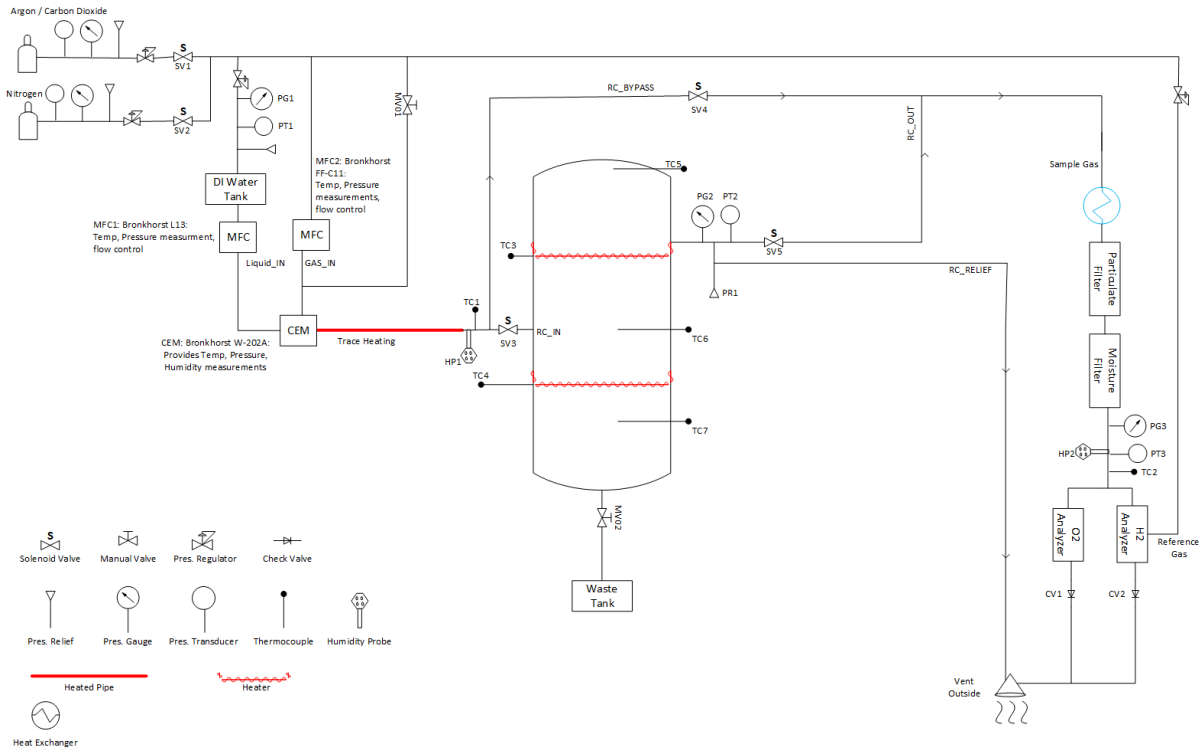 Argon / Carbon Dioxide
S
SV1
Nitrogen
S
SV2
PG1
PT1
MV01
DI Water
Tank
MFC1: Bronkhorst L13:
Temp, Pressure measurment,
flow control
MFC
Liquid_IN
MFC2: Bronkhorst
FF-C11:
Temp, Pressure
measurements,
flow control
MFC
GAS_IN
CEM
CEM: Bronkhorst W-202A:
Provides Temp, Pressure,
Humidity measurements
Trace Heating
TC1
HP1
S
SV3
RC_IN
RC_BYPASS
S
SV4
RC_OUT
TC5
TC3
TC6
TC4
TC7
PG2
PT2
S
SV5
PR1
RC_RELIEF
MV02
Waste
Tank
Sample Gas
Particulate
Filter
Moisture
Filter
PG3
HP2
PT3
TC2
O2
Analyzer
H2
Analyzer
Reference
Gas
CV1
CV2
Vent
Outside
S
Solenoid Valve
Manual Valve
Pres. Regulator
Check Valve
Pres. Relief
Pres. Gauge
Pres. Transducer
Thermocouple
Humidity Probe
Heated Pipe
Heater
Heat Exchanger